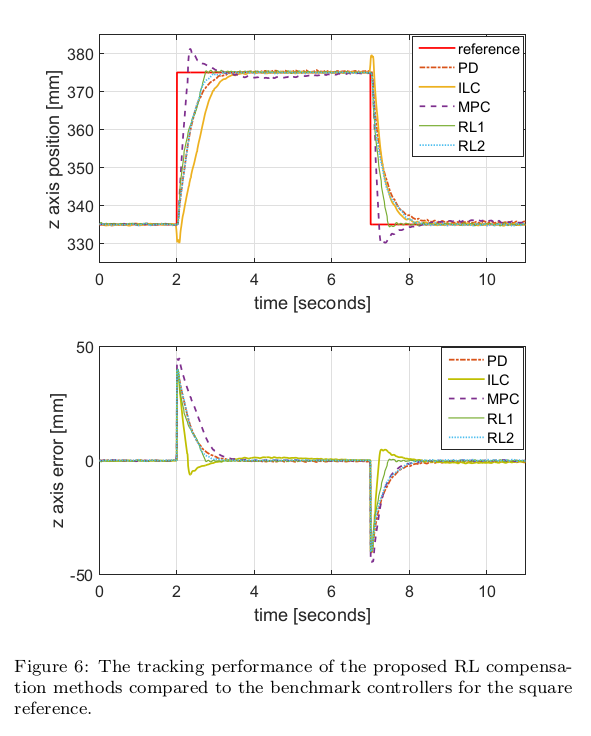 380
370
360
350
340
330
z axis position [mm]
reference
PD
ILC
MPC
RL1
RL2
0 2 4 6 8 10
time [seconds]
50
0
-50
z axis error [mm]
PD
ILC
MPC
RL1
RL2
0 2 4 6 8 10
time [seconds]
Figure 6: The tracking performance of the proposed RL compensa-
tion methods compared to the benchmark controllers for the square
reference.